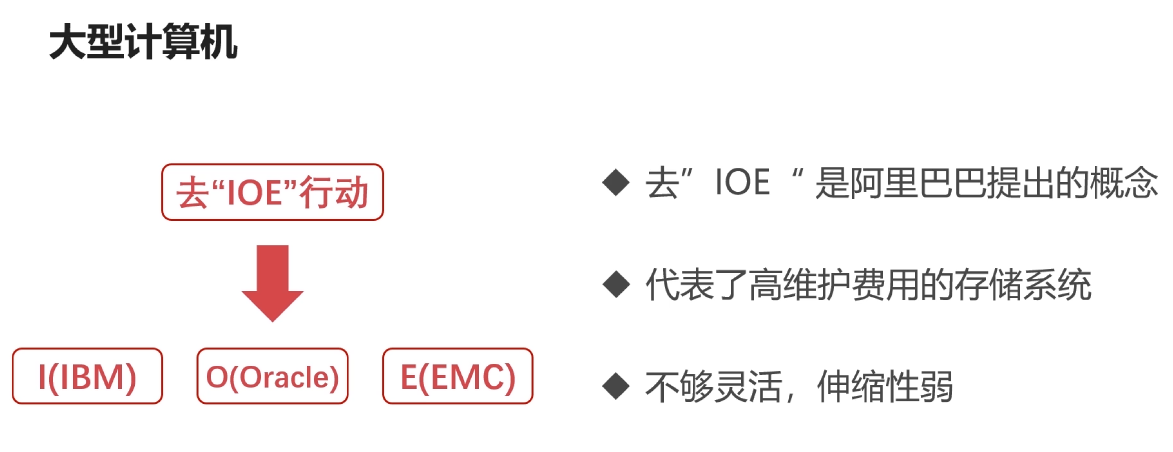 大型计算机
去“IOE”行动
I(IBM)
O(Oracle)
E(EMC)
去”IOE“是阿里巴巴提出的概念
代表了高维护费用的存储系统
不够灵活，伸缩性弱